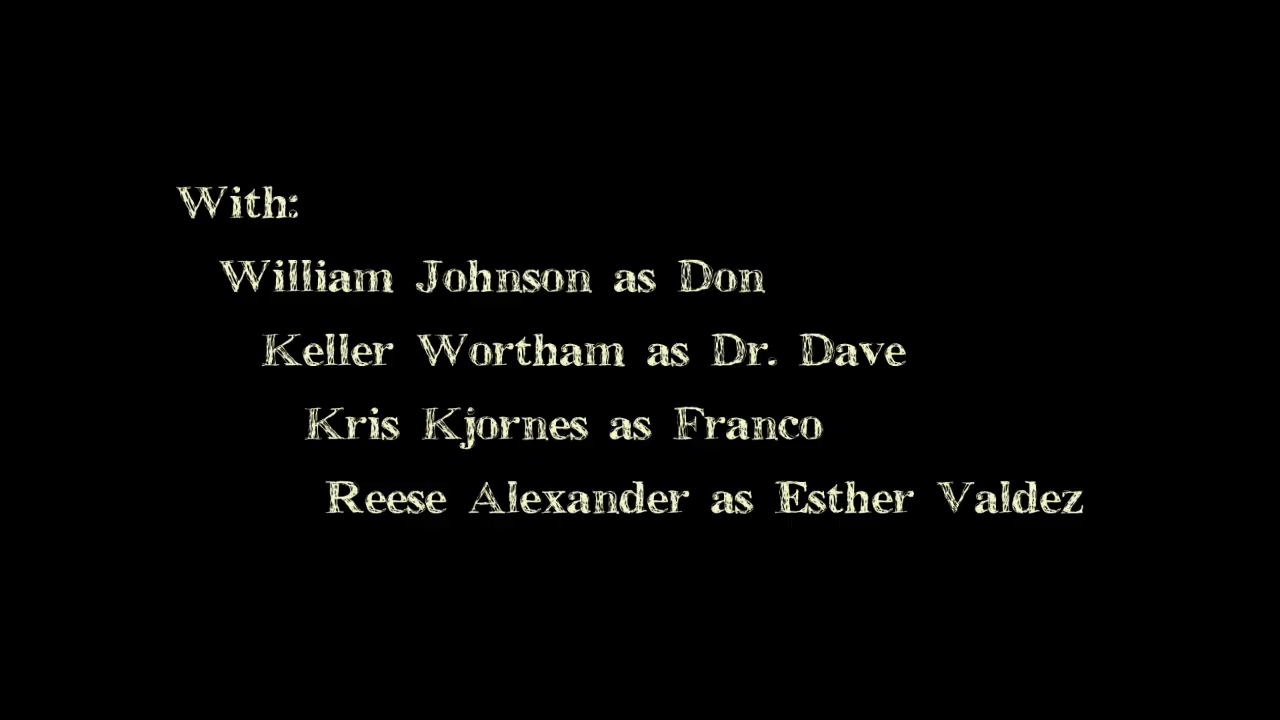 With:
William Johnson as Don
Keller Wortham as Dr. Dave
Kris Kjornes as Franco
Reese Alexander as Esther Valdez